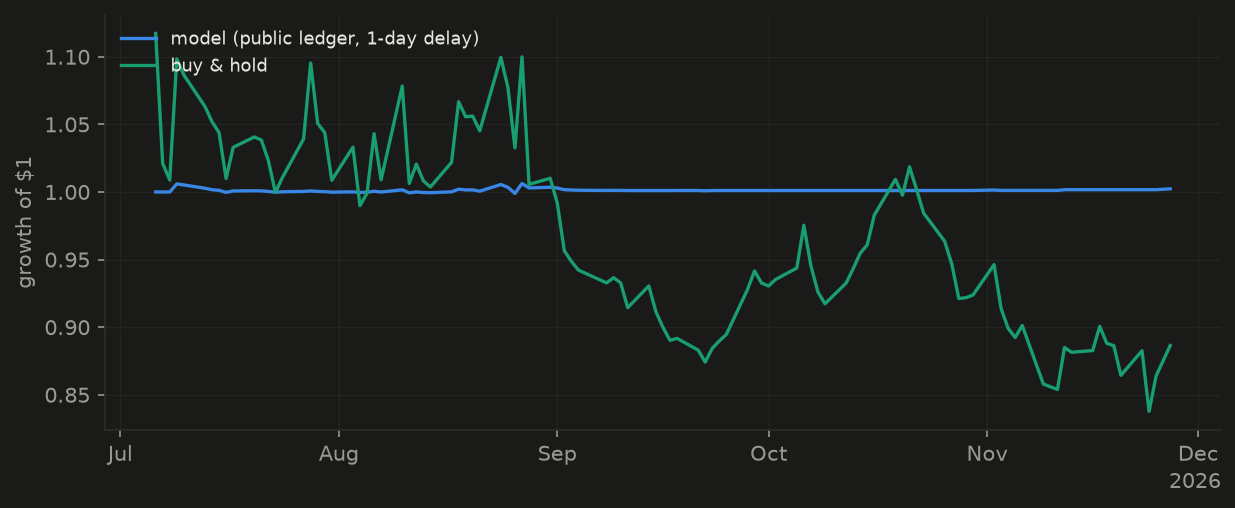 model (public ledger, 1-day delay)
buy & hold
growth of $1
1.10
1.05
1.00
0.95
0.90
0.85
Jul
Aug
Sep
Oct
Nov
Dec
2026